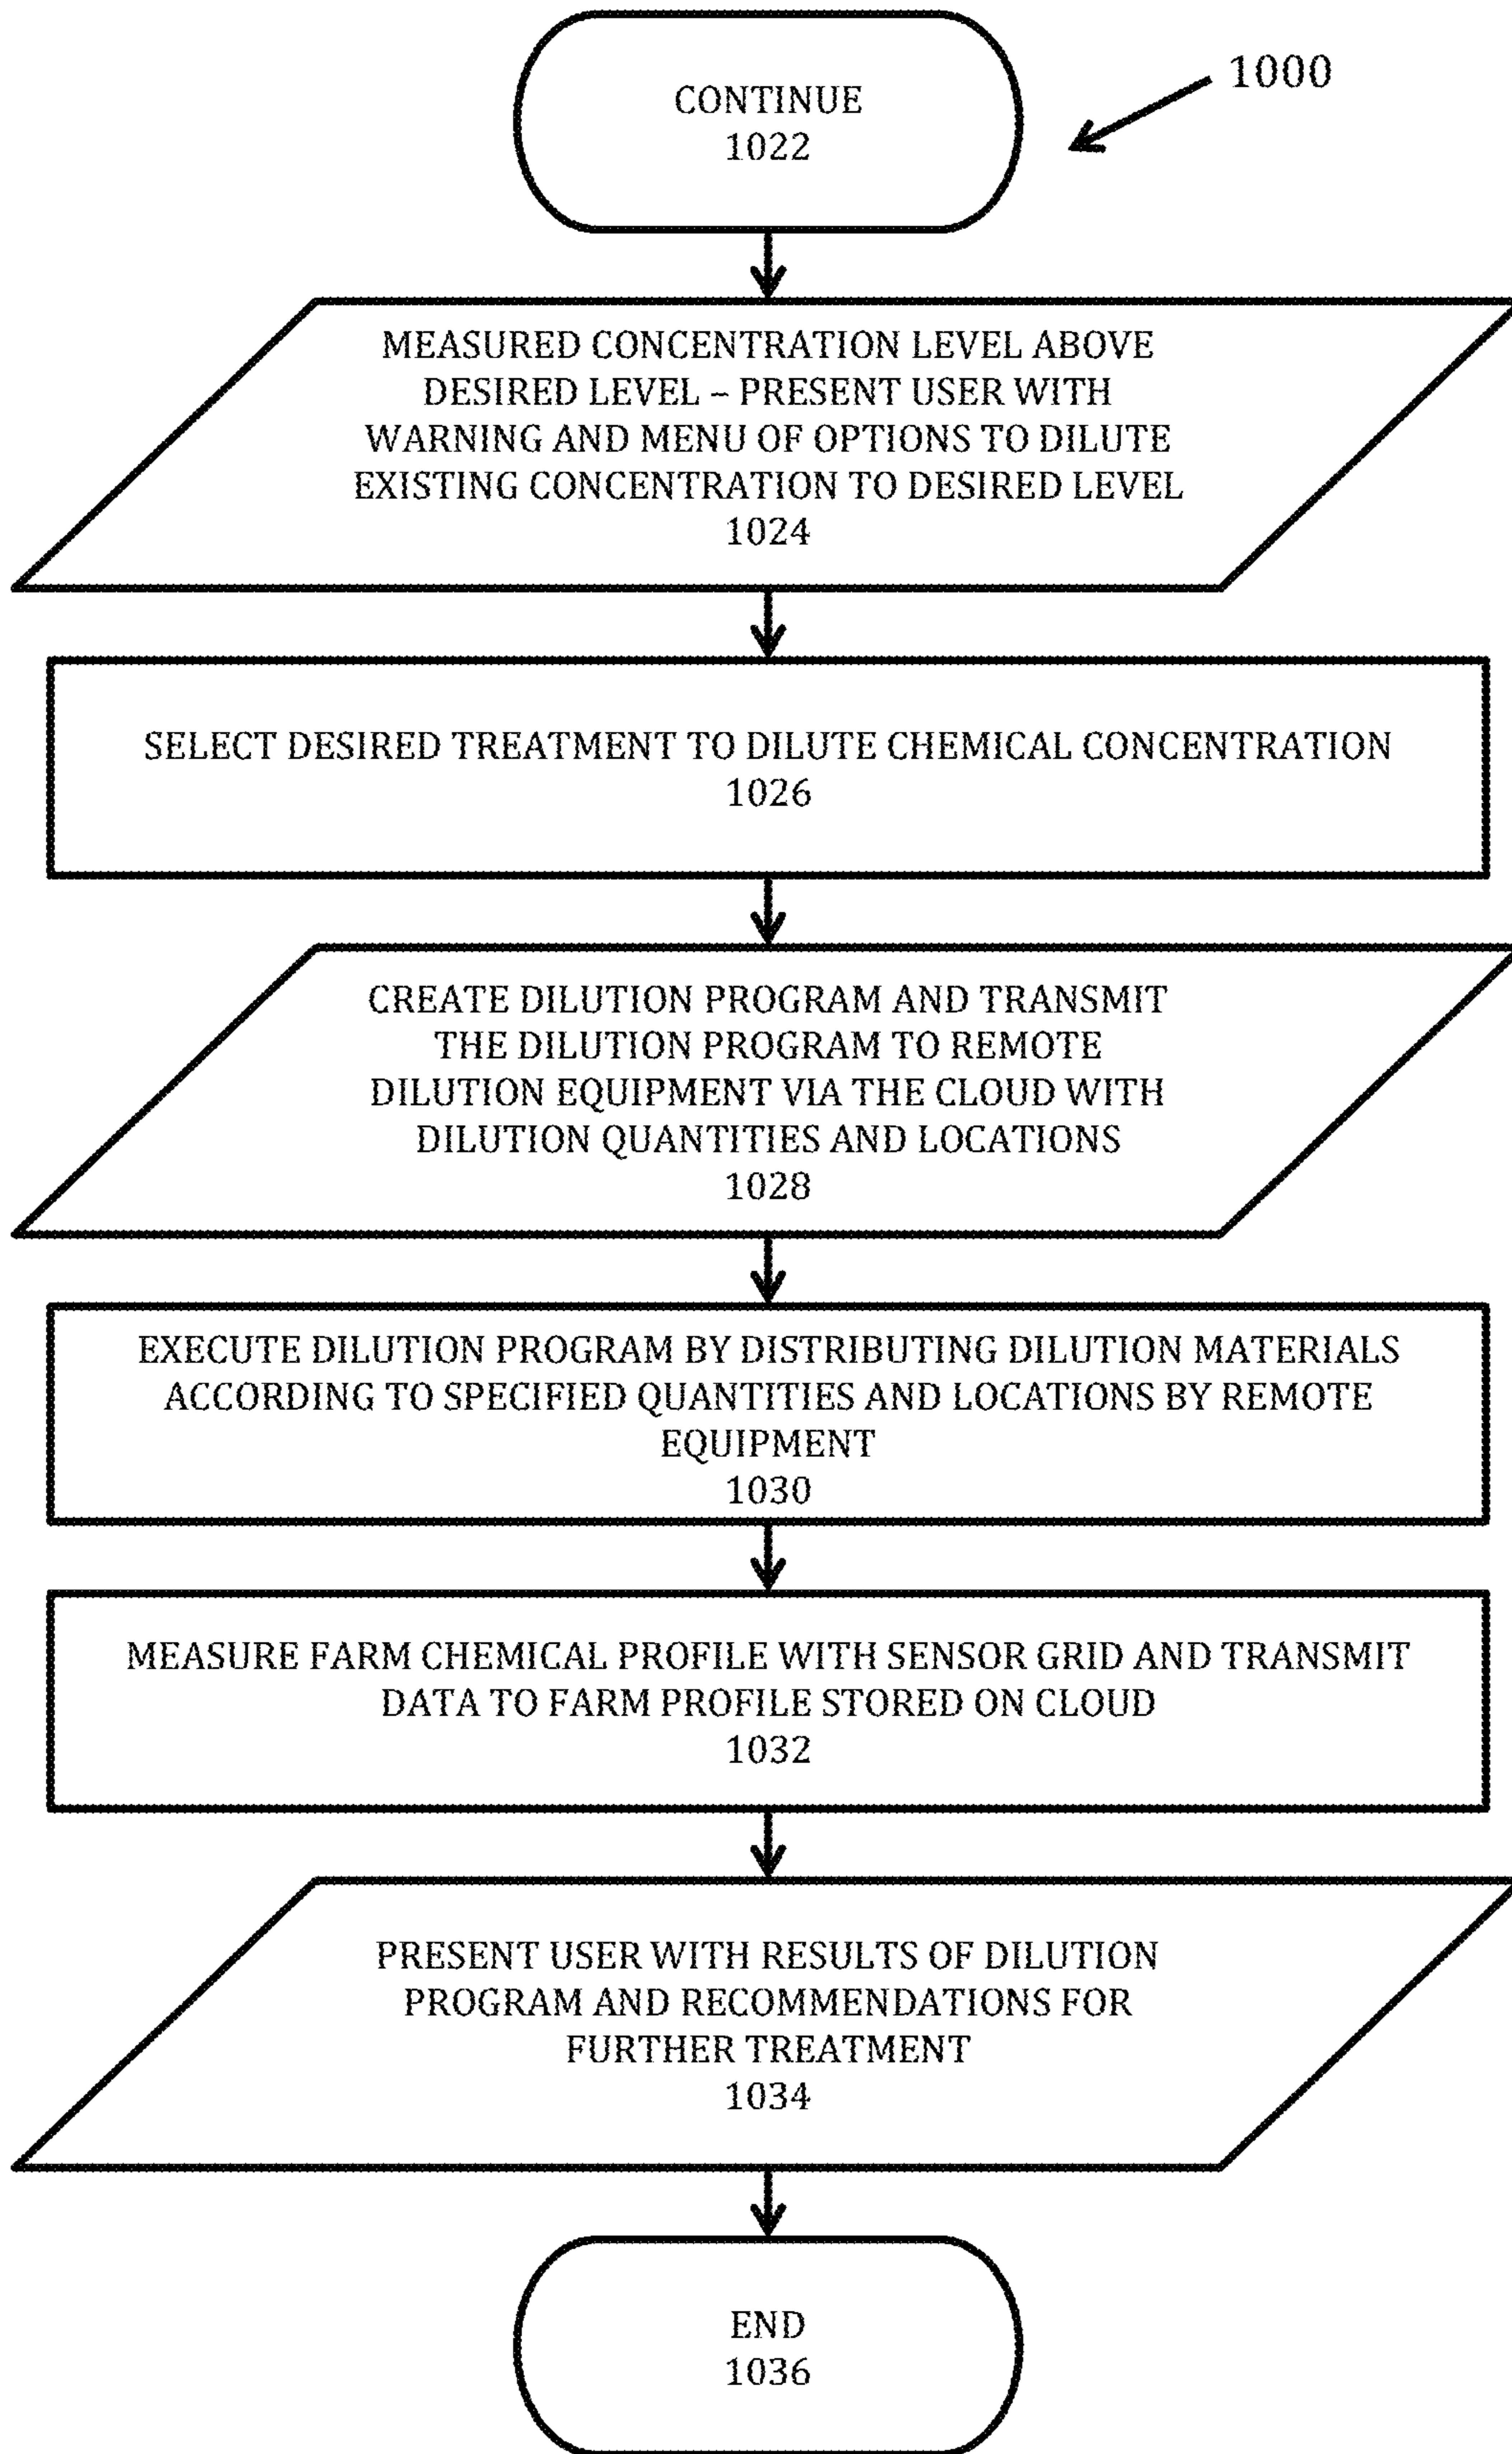 1000
CONTINUE
1022
MEASURED CONCENTRATION LEVEL ABOVE
DESIRED LEVEL – PRESENT USER WITH
WARNING AND MENU OF OPTIONS TO DILUTE
EXISTING CONCENTRATION TO DESIRED LEVEL
1024
SELECT DESIRED TREATMENT TO DILUTE CHEMICAL CONCENTRATION
1026
CREATE DILUTION PROGRAM AND TRANSMIT
THE DILUTION PROGRAM TO REMOTE
DILUTION EQUIPMENT VIA THE CLOUD WITH
DILUTION QUANTITIES AND LOCATIONS
1028
EXECUTE DILUTION PROGRAM BY DISTRIBUTING DILUTION MATERIALS
ACCORDING TO SPECIFIED QUANTITIES AND LOCATIONS BY REMOTE
EQUIPMENT
1030
MEASURE FARM CHEMICAL PROFILE WITH SENSOR GRID AND TRANSMIT
DATA TO FARM PROFILE STORED ON CLOUD
1032
PRESENT USER WITH RESULTS OF DILUTION
PROGRAM AND RECOMMENDATIONS FOR
FURTHER TREATMENT
1034
END
1036